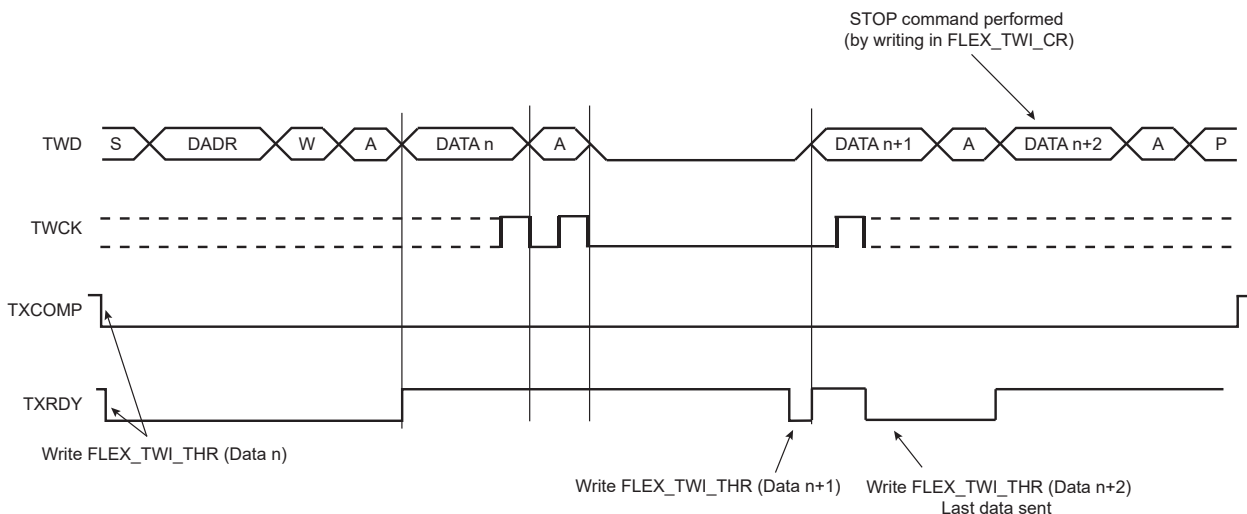 STOP command performed
(by writing in FLEX_TWI_CR)
TWD S DADR W A DATA n A DATA n+1 A DATA n+2 A P
TWCK
TXCOMP
TXRDY
Write FLEX_TWI_THR (Data n)
Write FLEX_TWI_THR (Data n+1) Write FLEX_TWI_THR (Data n+2)
Last data sent